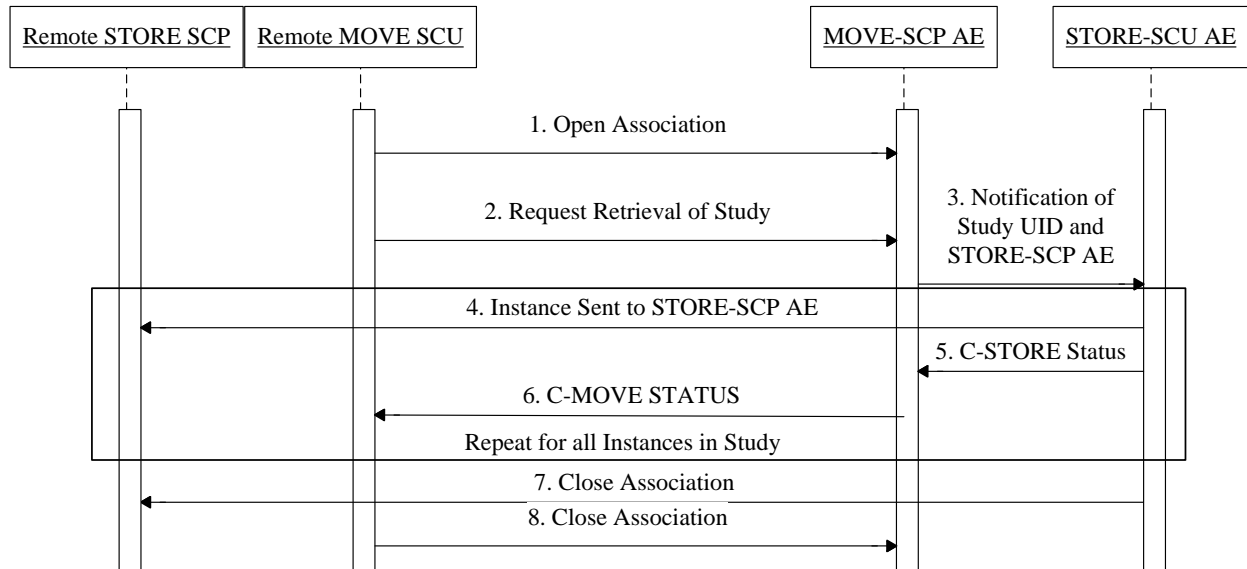 Remote STORE SCP
Remote MOVE SCU
MOVE-SCP AE
STORE-SCU AE
1. Open Association
2. Request Retrieval of Study
3. Notification of
Study UID and
STORE-SCP AE
4. Instance Sent to STORE-SCP AE
5. C-STORE Status
6. C-MOVE STATUS
Repeat for all Instances in Study
7. Close Association
8. Close Association